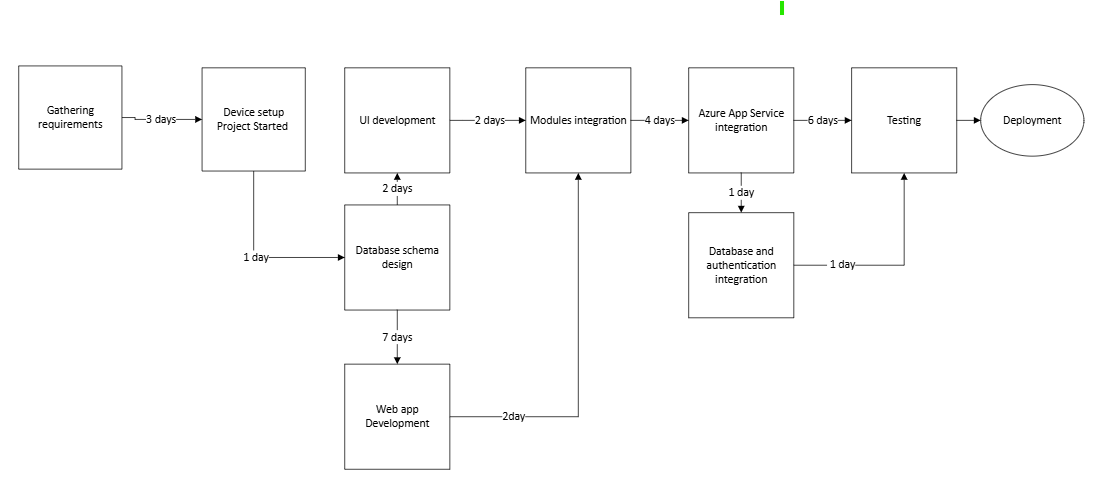 Gathering
requirements
3 days
Device setup
Project Started
UI development
2 days
Modules integration
4 days
Azure App Service
integration
6 days
Testing
Deployment
2 days
1 day
1 day
Database schema
design
Database and
authentication
integration
1 day
7 days
Web app
Development
2day